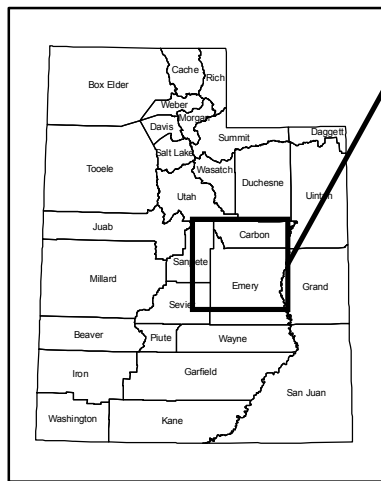 Cache
Rich
Box Elder
Weber
Morgan
Davis
Summit
Daggett
Salt Lake
Tooele
Wasatch
Duchesne
Utah
Juab
Carbon
Sanpete
Millard
Emery
Grand
Sevier
Beaver
Piute
Wayne
Iron
Garfield
San Juan
Washington
Kane